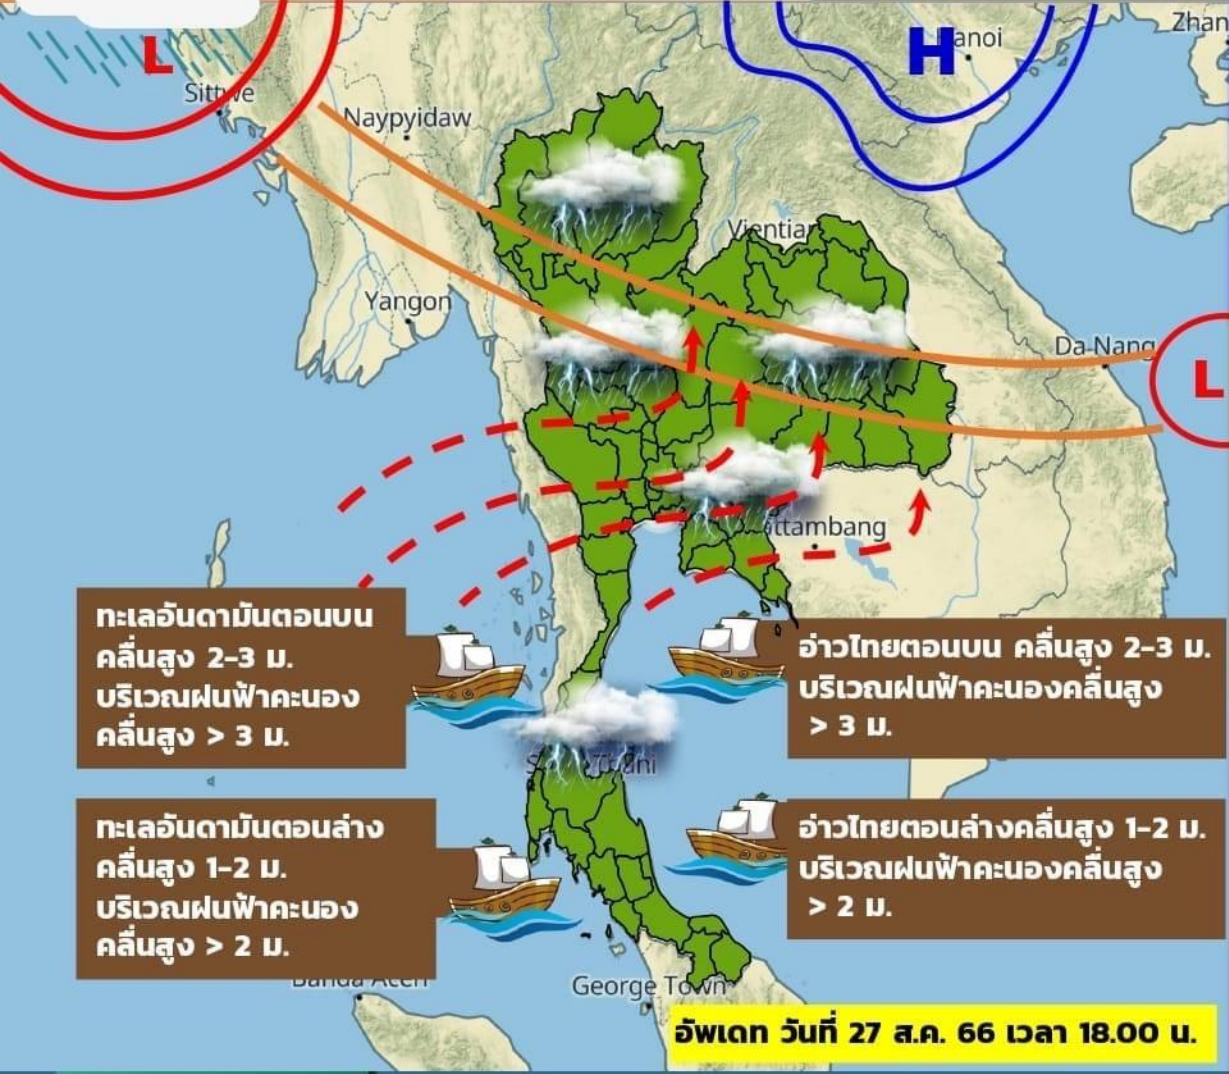 L
H
Zhan
Sittwe
Naypyidaw
Yangon
Da Nang
L
ทะเลอันดามันตอนบน
คลื่นสูง 2-3 ม.
บริเวณฝนฟ้าคะนอง
คลื่นสูง > 3 ม.
อ่าวไทยตอนบน คลื่นสูง 2-3 ม.
บริเวณฝนฟ้าคะนองคลื่นสูง
> 3 ม.
ทะเลอันดามันตอนล่าง
คลื่นสูง 1-2 ม.
บริเวณฝนฟ้าคะนอง
คลื่นสูง > 2 ม.
อ่าวไทยตอนล่างคลื่นสูง 1-2 ม.
บริเวณฝนฟ้าคะนองคลื่นสูง
> 2 ม.
George Town
อัพเดท วันที่ 27 ส.ค. 66 เวลา 18.00 น.